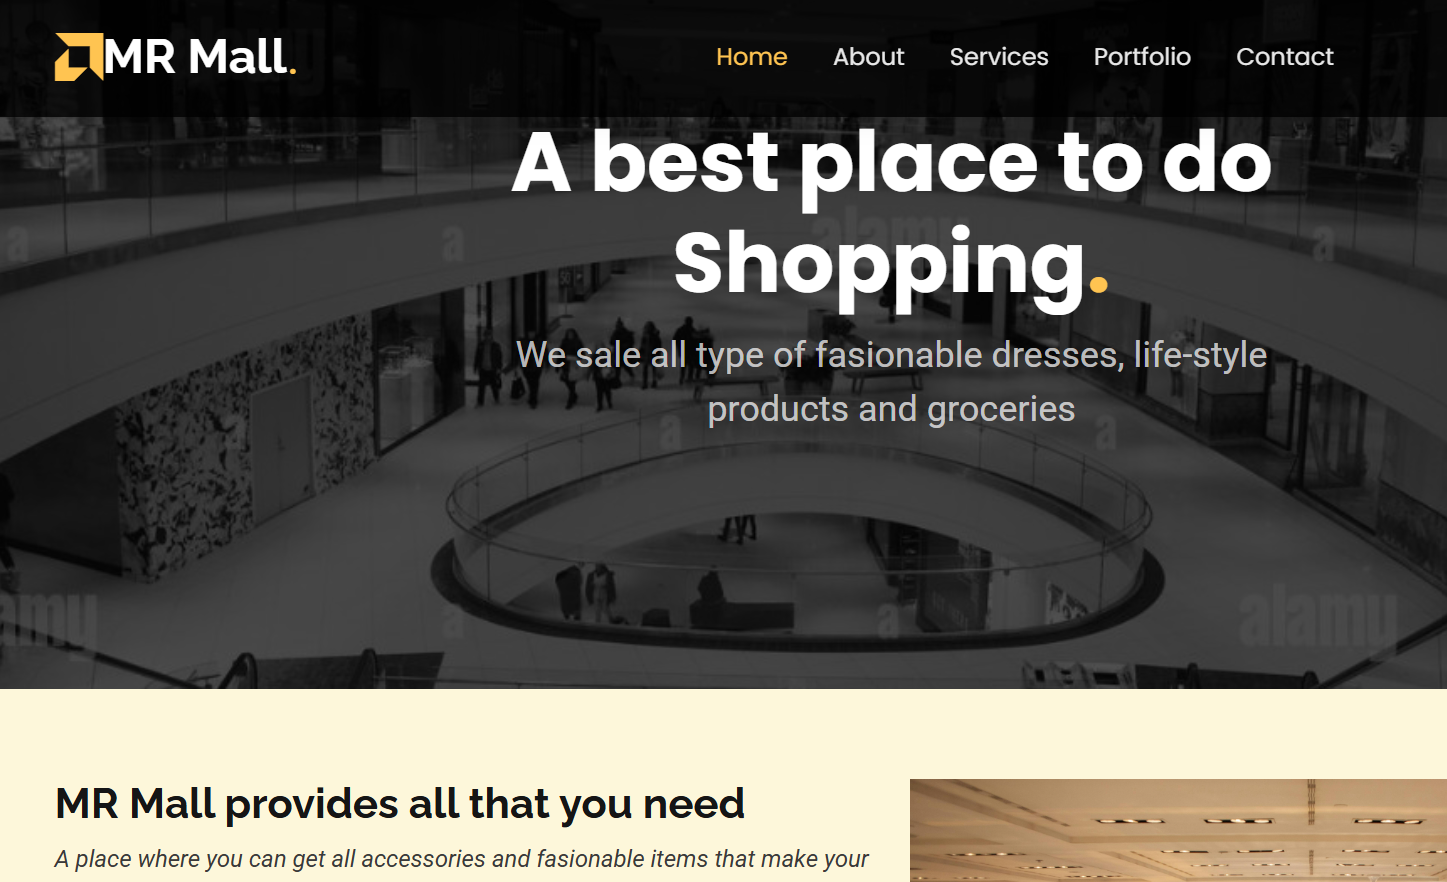 MR Mall.
Home About Services Portfolio Contact
A best place to do
Shopping.
We sale all type of fasionable dresses, life-style
products and groceries
alamy
a
a
a
a
a
a
a
alamy
alamy
MR Mall provides all that you need
A place where you can get all accessories and fasionable items that make your